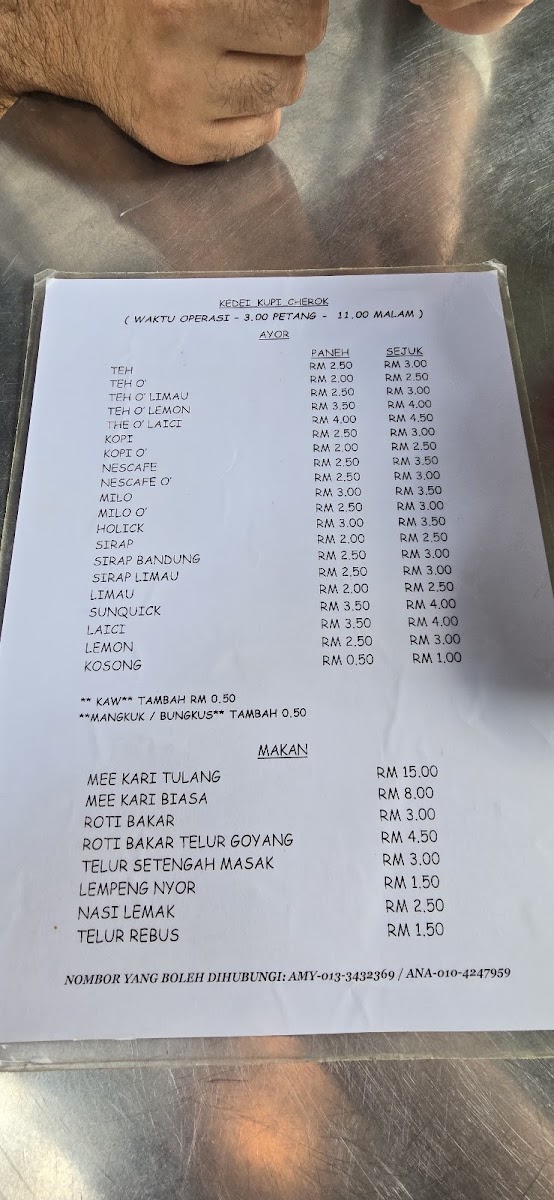 KEDEI KUPI CHEROK
( WAKTU OPERASI - 3.00 PETANG - 11.00 MALAM )
AYOR
PANEH SEJUK
TEH RM 2.50 RM 3.00
TEH O' RM 2.00 RM 2.50
TEH O' LIMAU RM 2.50 RM 3.00
TEH O' LEMON RM 3.50 RM 4.00
THE O' LAICI RM 4.00 RM 4.50
KOPI RM 2.50 RM 3.00
KOPI O' RM 2.00 RM 2.50
NESCAFE RM 2.50 RM 3.50
NESCAFE O' RM 2.50 RM 3.00
MILO RM 3.00 RM 3.50
MILO O' RM 2.50 RM 3.00
HOLICK RM 3.00 RM 3.50
SIRAP RM 2.00 RM 2.50
SIRAP BANDUNG RM 2.50 RM 3.00
SIRAP LIMAU RM 2.50 RM 3.00
LIMAU RM 2.00 RM 2.50
SUNQUICK RM 3.50 RM 4.00
LAICI RM 3.50 RM 4.00
LEMON RM 2.50 RM 3.00
KOSONG RM 0.50 RM 1.00
** KAW** TAMBAH RM 0.50
**MANGKUK / BUNGKUS** TAMBAH 0.50
MAKAN
MEE KARI TULANG RM 15.00
MEE KARI BIASA RM 8.00
ROTI BAKAR RM 3.00
ROTI BAKAR TELUR GOYANG RM 4.50
TELUR SETENGAH MASAK RM 3.00
LEMPENG NYOR RM 1.50
NASI LEMAK RM 2.50
TELUR REBUS RM 1.50
NOMBOR YANG BOLEH DIHUBUNGI: AMY-013-3432369 / ANA-010-4247959